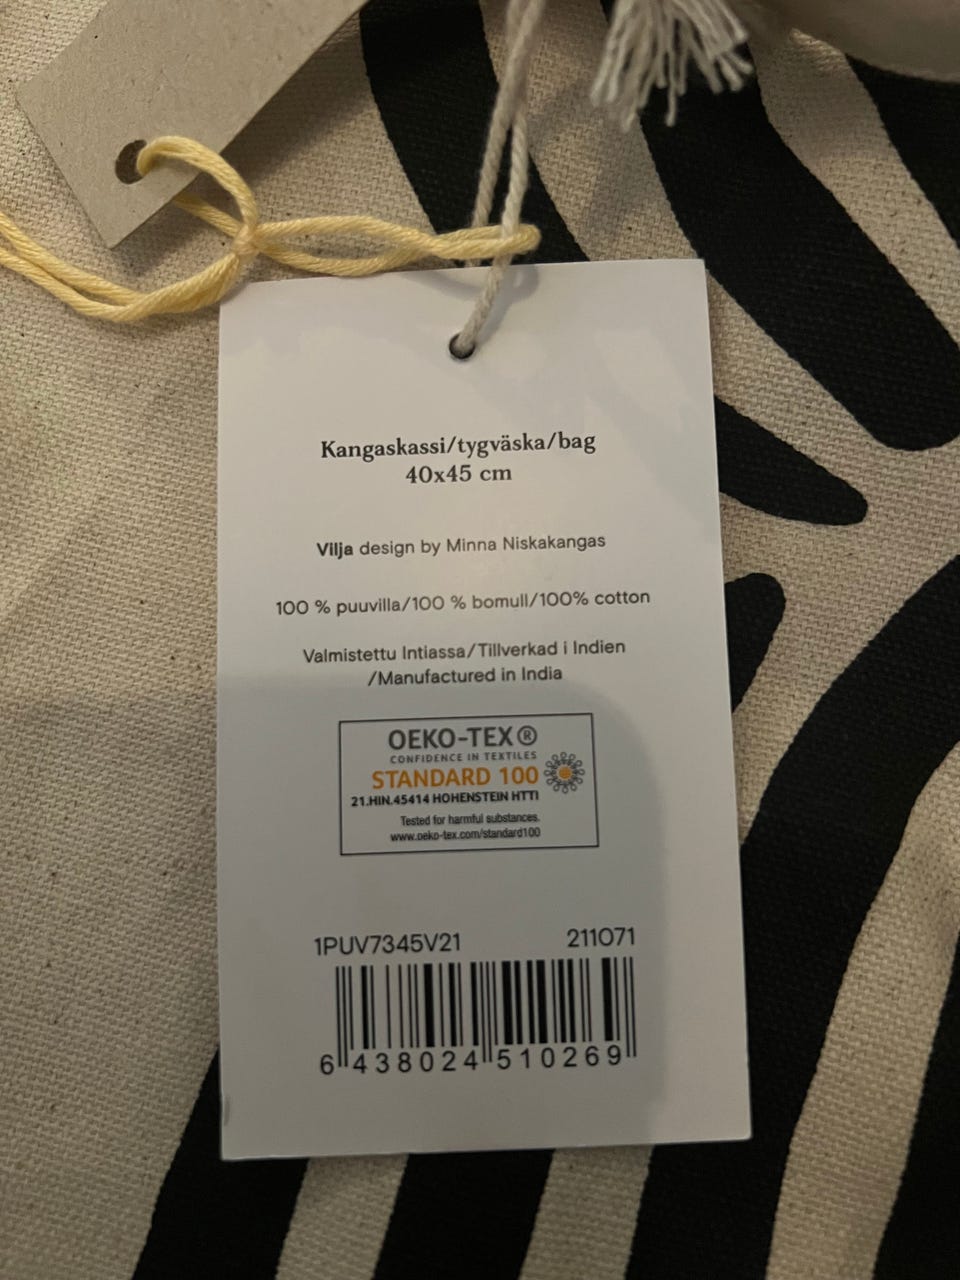 Kangaskassi/tygväska/bag
40x45 cm
Vilja design by Minna Niskakangas
100 % puuvilla/100 % bomull/100% cotton
Valmistettu Intiassa/Tillverkad i Indien
/Manufactured in India
OEKO-TEX®
CONFIDENCE IN TEXTILES
STANDARD 100
21.HIN.45414 HOHENSTEIN HTTI
Tested for harmful substances.
www.oeko-tex.com/standard100
1PUV7345V21 211071
6 438024 510269